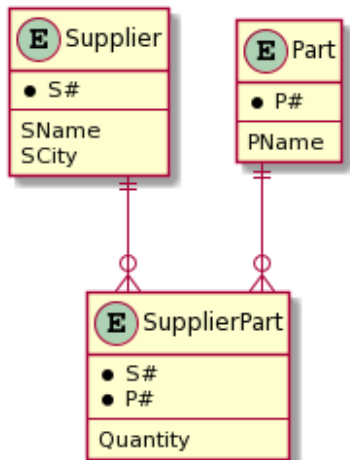 E Supplier
S#
SName
SCity
E Part
P#
PName
E SupplierPart
S#
P#
Quantity